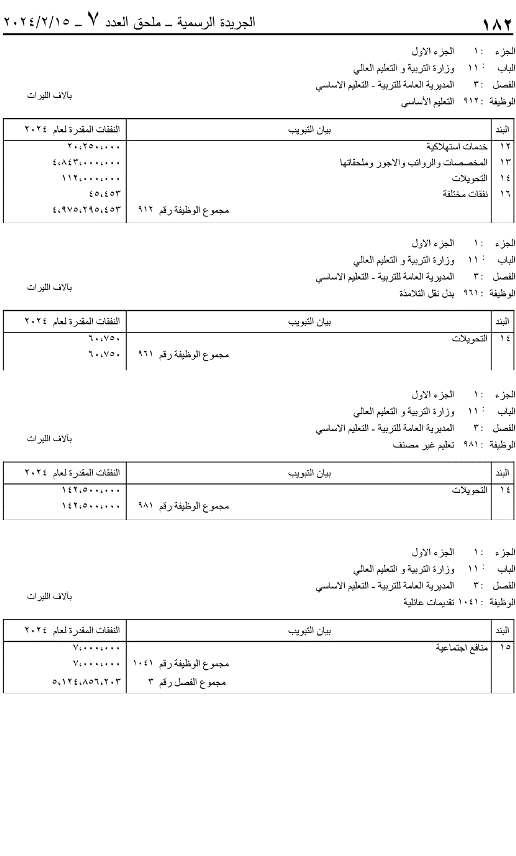 ١٨٢ الجريدة الرسمية – ملحق العدد ٧ – ٢٠٢٤/٢/١٥
الجزء : ١ الجزء الاول
الباب : ١١ وزارة التربية و التعليم العالي
الفصل : ٣ المديرية العامة للتربية - التعليم الاساسي
الوظيفة : ٩١٢ التعليم الأساسي بآلاف الليرات
البند بيان التبويب النفقات المقدرة لعام ٢٠٢٤
١٢ خدمات استهلاكية ٢٠،٢٥٠،٠٠٠
١٣ المخصصات والرواتب والاجور وملحقاتها ٤،٨٤٣،٠٠٠،٠٠٠
١٤ التحويلات ١١٢،٠٠٠،٠٠٠
١٦ نفقات مختلفة ٤٥،٤٥٣
مجموع الوظيفة رقم ٩١٢ ٤،٩٧٥،٢٩٥،٤٥٣
الجزء : ١ الجزء الاول
الباب : ١١ وزارة التربية و التعليم العالي
الفصل : ٣ المديرية العامة للتربية - التعليم الاساسي
الوظيفة : ٩٦١ بدل نقل التلامذة بآلاف الليرات
البند بيان التبويب النفقات المقدرة لعام ٢٠٢٤
١٤ التحويلات ٦٠،٧٥٠
مجموع الوظيفة رقم ٩٦١ ٦٠،٧٥٠
الجزء : ١ الجزء الاول
الباب : ١١ وزارة التربية و التعليم العالي
الفصل : ٣ المديرية العامة للتربية - التعليم الاساسي
الوظيفة : ٩٨١ تعليم غير مصنف بآلاف الليرات
البند بيان التبويب النفقات المقدرة لعام ٢٠٢٤
١٤ التحويلات ١٤٢،٥٠٠،٠٠٠
مجموع الوظيفة رقم ٩٨١ ١٤٢،٥٠٠،٠٠٠
الجزء : ١ الجزء الاول
الباب : ١١ وزارة التربية و التعليم العالي
الفصل : ٣ المديرية العامة للتربية - التعليم الاساسي
الوظيفة : ١٠٤١ تقديمات عائلية بآلاف الليرات
البند بيان التبويب النفقات المقدرة لعام ٢٠٢٤
١٥ منافع اجتماعية ٧،٠٠٠،٠٠٠
مجموع الوظيفة رقم ١٠٤١ ٧،٠٠٠،٠٠٠
مجموع الفصل رقم ٣ ٥،١٢٤،٨٥٦،٢٠٣